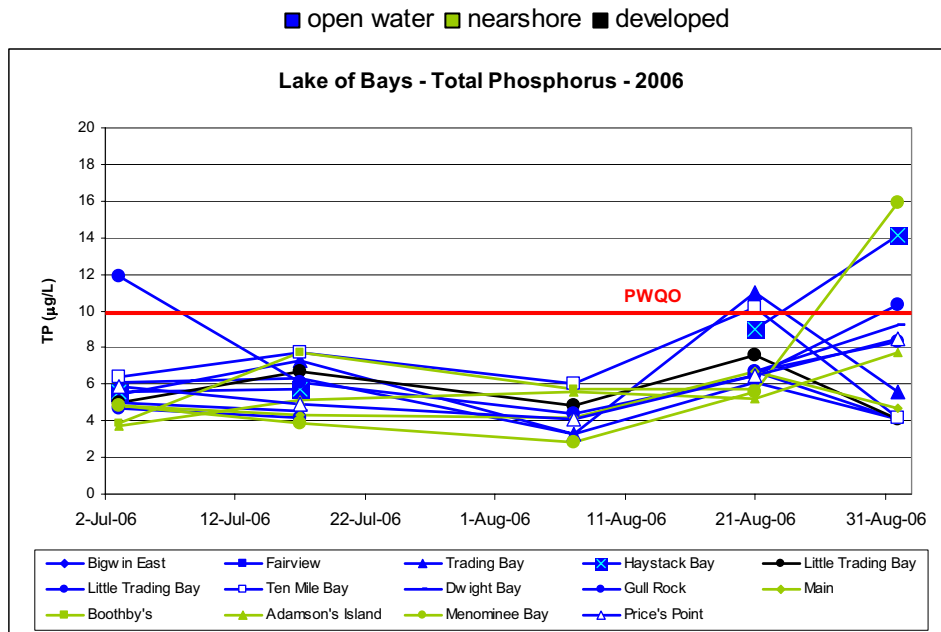 open water nearshore developed
Lake of Bays - Total Phosphorus - 2006
20
18
16
14
12
10
8
6
4
2
0
TP (µg/L)
PWQO
2-Jul-06 12-Jul-06 22-Jul-06 1-Aug-06 11-Aug-06 21-Aug-06 31-Aug-06
Bigwin East Fairview Trading Bay Haystack Bay Little Trading Bay
Little Trading Bay Ten Mile Bay Dwight Bay Gull Rock Main
Boothby's Adamson's Island Menominee Bay Price's Point